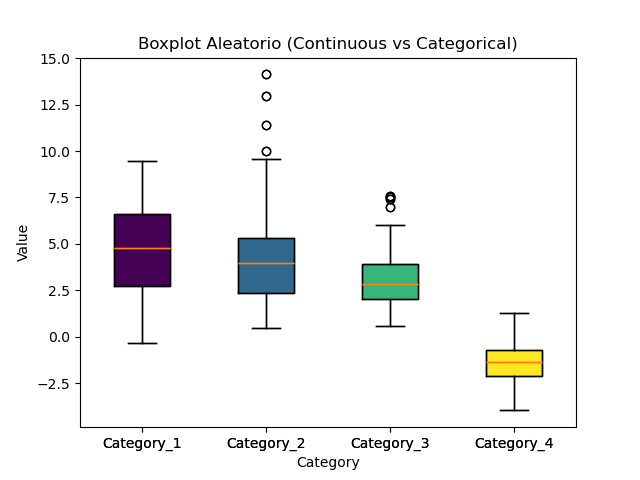 Boxplot Aleatorio (Continuous vs Categorical)
15.0
12.5
10.0
7.5
5.0
2.5
0.0
−2.5
Value
Category_1
Category_2
Category_3
Category_4
Category